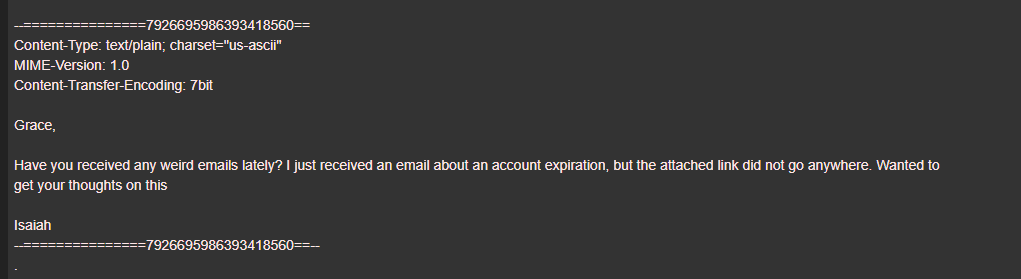 --===============7926695986393418560==
Content-Type: text/plain; charset="us-ascii"
MIME-Version: 1.0
Content-Transfer-Encoding: 7bit
Grace,
Have you received any weird emails lately? I just received an email about an account expiration, but the attached link did not go anywhere. Wanted to
get your thoughts on this
Isaiah
--===============7926695986393418560==--
.